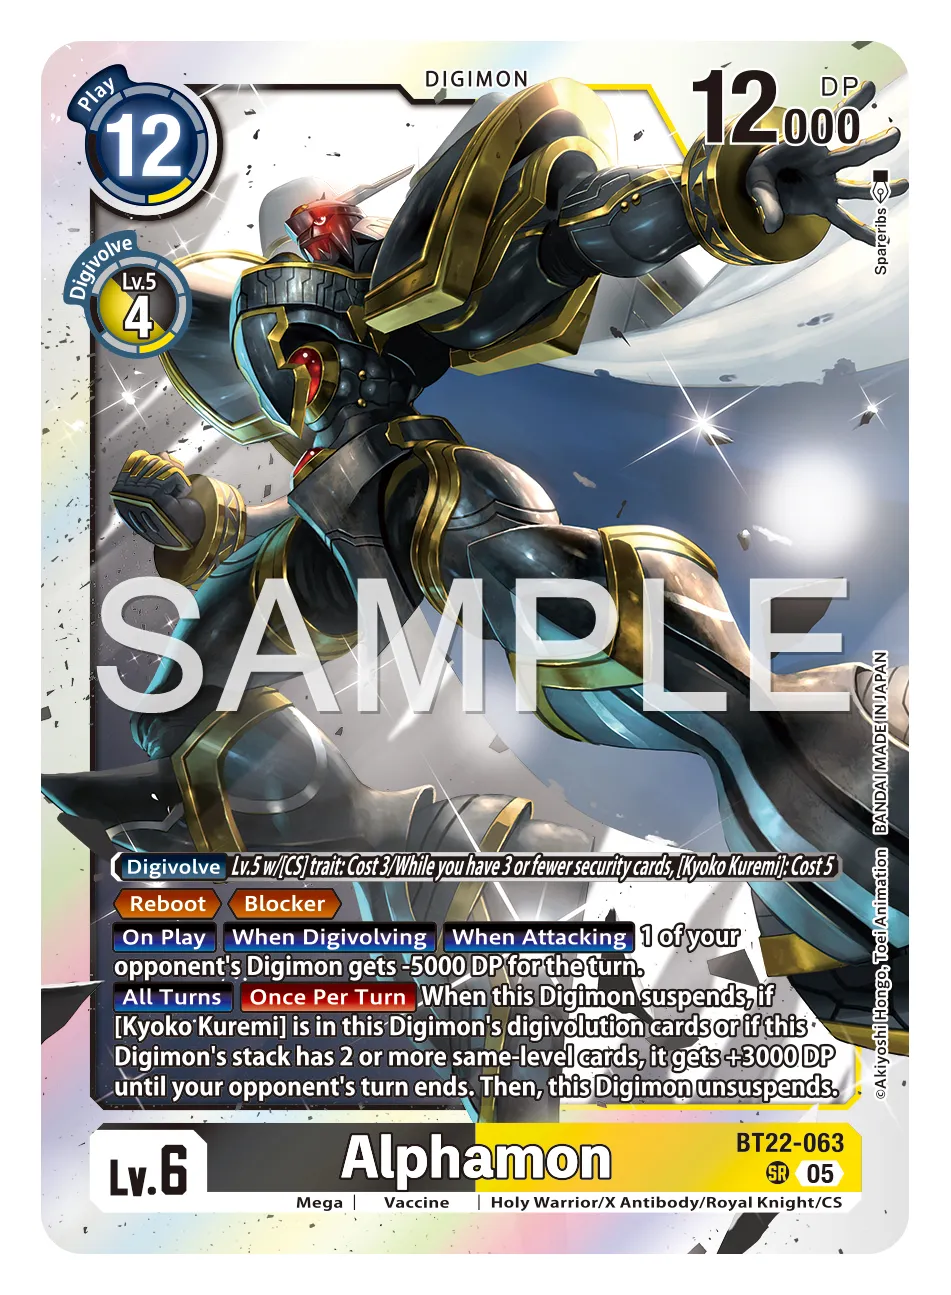 DIGIMON
Play
12
12000 DP
Digivolve
Lv.5
4
Spareribs
SAMPLE
BANDAI MADE IN JAPAN
©Akiyoshi Hongo, Toei Animation
Digivolve Lv.5 w/[CS] trait: Cost 3/While you have 3 or fewer security cards, [Kyoko Kuremi]: Cost 5
Reboot Blocker
On Play When Digivolving When Attacking 1 of your
opponent's Digimon gets -5000 DP for the turn.
All Turns Once Per Turn When this Digimon suspends, if
[Kyoko Kuremi] is in this Digimon's digivolution cards or if this
Digimon's stack has 2 or more same-level cards, it gets +3000 DP
until your opponent's turn ends. Then, this Digimon unsuspends.
Lv.6
Alphamon
BT22-063
SR 05
Mega | Vaccine | Holy Warrior/X Antibody/Royal Knight/CS